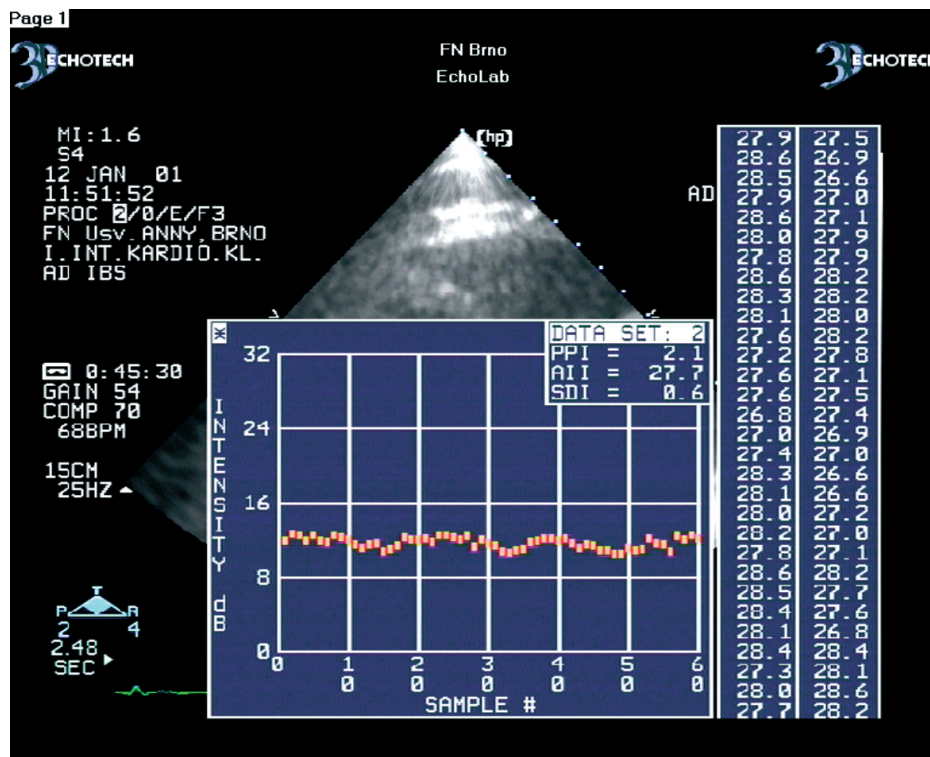 Page 1
3D ECHOTECH
FN Brno
EchoLab
3D ECHOTECH
MI:1.6
S4
12 JAN 01
11:51:52
PROC 2/0/E/F3
FN Usv.ANNY,BRNO
I.INT.KARDIO.KL.
AD IBS
[hp]
AD
0:45:30
GAIN 54
COMP 70
68BPM
15CM
25HZ
T
P R
2 4
2.48
SEC
DATA SET: 2
PPI = 2.1
AII = 27.7
SDI = 0.6
INTENSITY dB
32
24
16
8
0
0 10 20 30 40 50 60
SAMPLE #
27.9 27.5
28.6 26.9
28.5 26.6
27.9 27.0
28.6 27.1
28.0 27.9
27.8 27.9
28.6 28.2
28.3 28.2
28.1 28.0
27.6 28.2
27.2 27.8
27.6 27.1
27.6 27.5
26.8 27.4
27.0 26.9
27.4 27.0
28.3 26.6
28.1 26.6
28.0 27.2
28.2 27.0
27.8 27.1
28.6 28.2
28.5 27.7
28.4 27.6
28.1 26.8
28.4 28.4
27.3 28.1
28.0 28.6
27.7 28.2